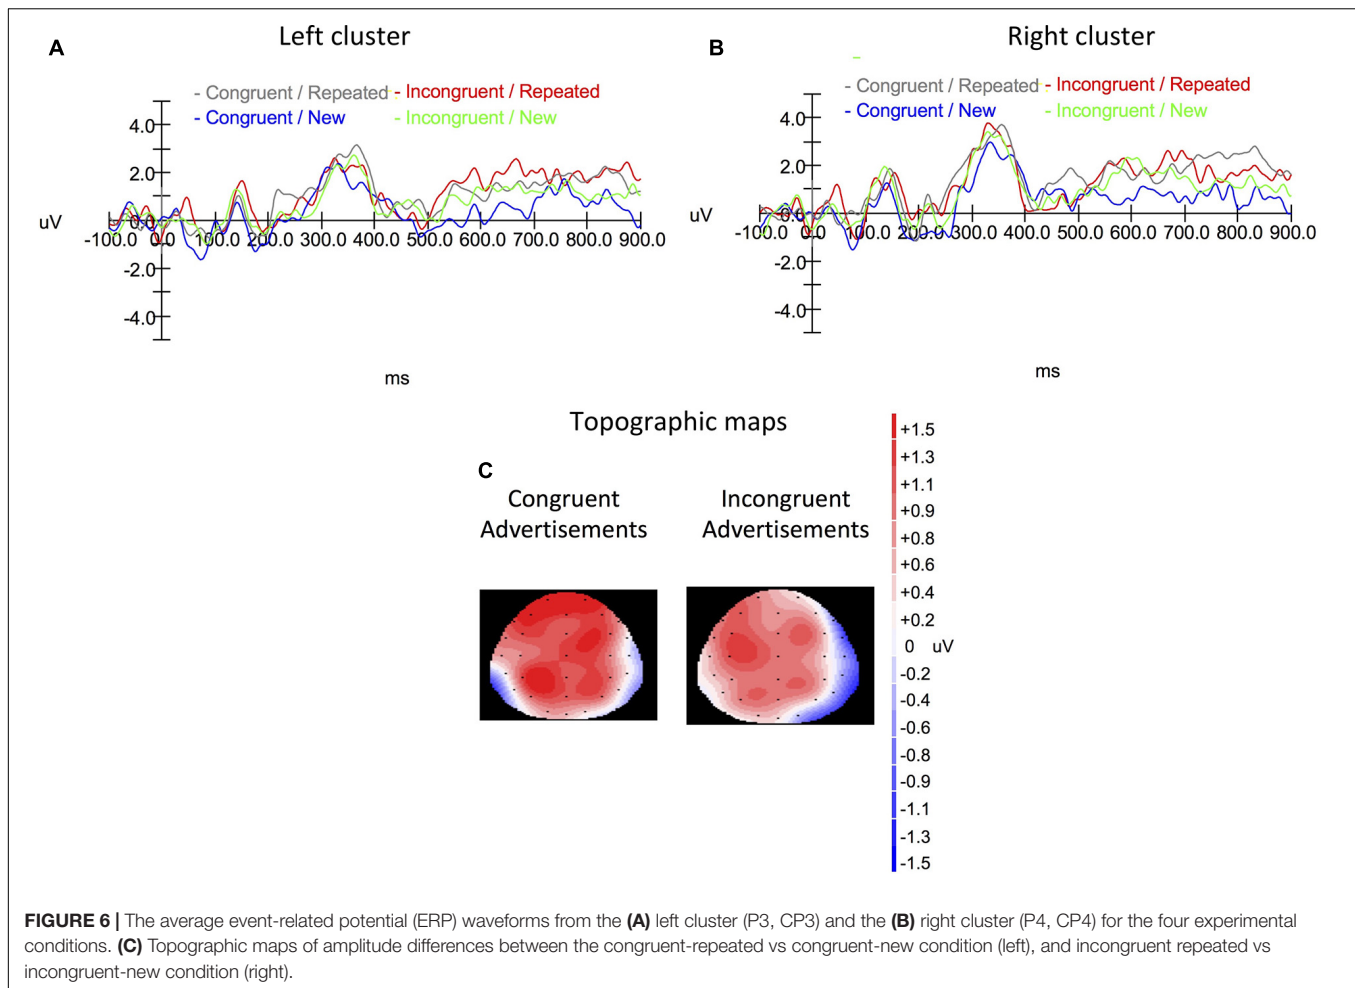 A
Left cluster
- Congruent / Repeated - Incongruent / Repeated
- Congruent / New - Incongruent / New
4.0
2.0
0.0
uV
-100.0 0.0 100.0 200.0 300.0 400.0 500.0 600.0 700.0 800.0 900.0
-2.0
-4.0
ms
B
Right cluster
- Congruent / Repeated - Incongruent / Repeated
- Congruent / New - Incongruent / New
4.0
2.0
0.0
uV
-100.0 0.0 100.0 200.0 300.0 400.0 500.0 600.0 700.0 800.0 900.0
-2.0
-4.0
ms
Topographic maps
C
Congruent
Advertisements
Incongruent
Advertisements
+1.5
+1.3
+1.1
+0.9
+0.8
+0.6
+0.4
+0.2
0 uV
-0.2
-0.4
-0.6
-0.8
-0.9
-1.1
-1.3
-1.5
FIGURE 6 | The average event-related potential (ERP) waveforms from the (A) left cluster (P3, CP3) and the (B) right cluster (P4, CP4) for the four experimental
conditions. (C) Topographic maps of amplitude differences between the congruent-repeated vs congruent-new condition (left), and incongruent repeated vs
incongruent-new condition (right).